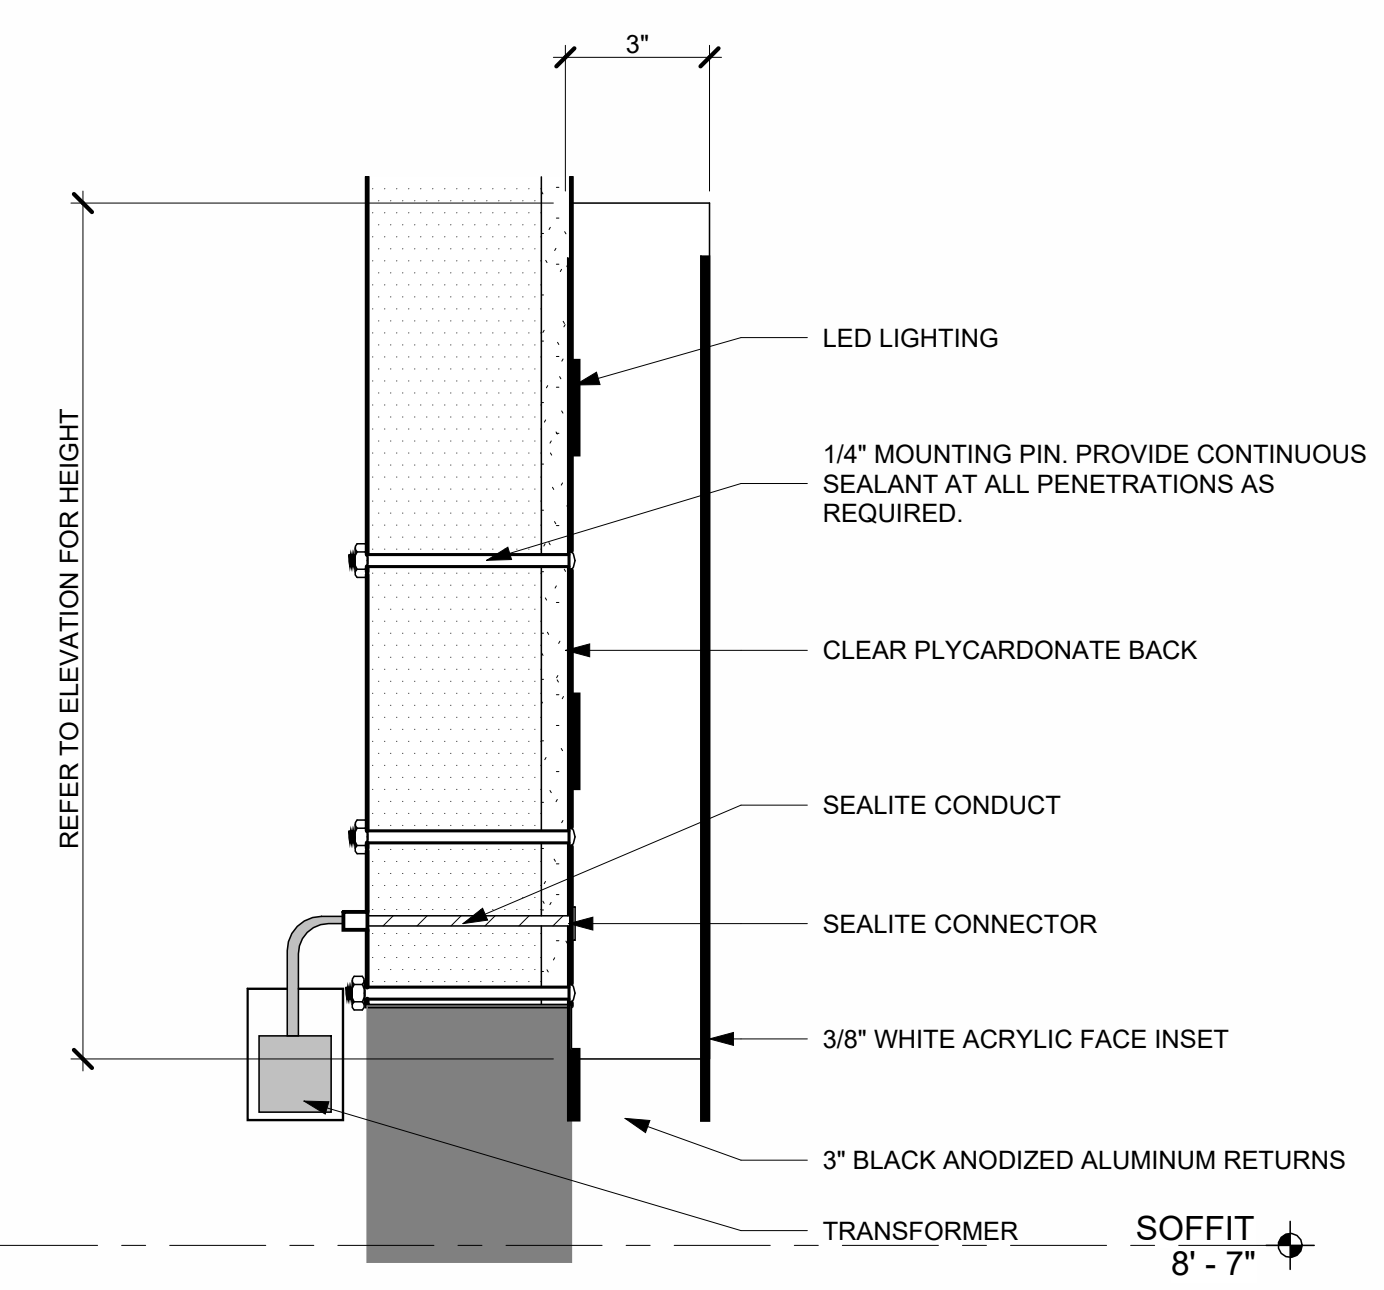 3"
REFER TO ELEVATION FOR HEIGHT
LED LIGHTING
1/4" MOUNTING PIN. PROVIDE CONTINUOUS
SEALANT AT ALL PENETRATIONS AS
REQUIRED.
CLEAR PLYCARDONATE BACK
SEALITE CONDUCT
SEALITE CONNECTOR
3/8" WHITE ACRYLIC FACE INSET
3" BLACK ANODIZED ALUMINUM RETURNS
TRANSFORMER
SOFFIT
8' - 7"